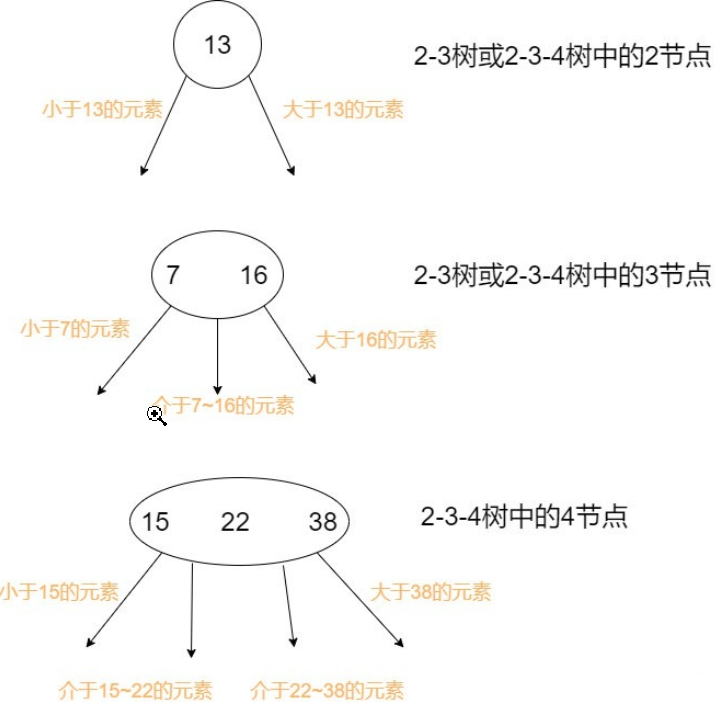 13
2-3树或2-3-4树中的2节点
小于13的元素
大于13的元素
7 16
2-3树或2-3-4树中的3节点
小于7的元素
大于16的元素
介于7~16的元素
15 22 38
2-3-4树中的4节点
小于15的元素
大于38的元素
介于15~22的元素
介于22~38的元素